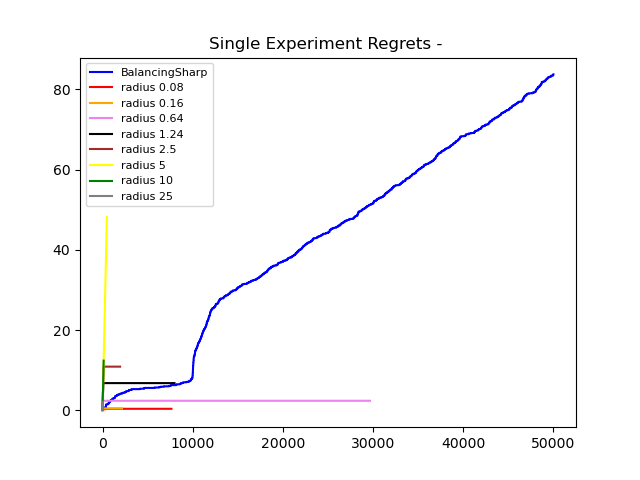 Single Experiment Regrets -
BalancingSharp
radius 0.08
radius 0.16
radius 0.64
radius 1.24
radius 2.5
radius 5
radius 10
radius 25
80
60
40
20
0
0 10000 20000 30000 40000 50000